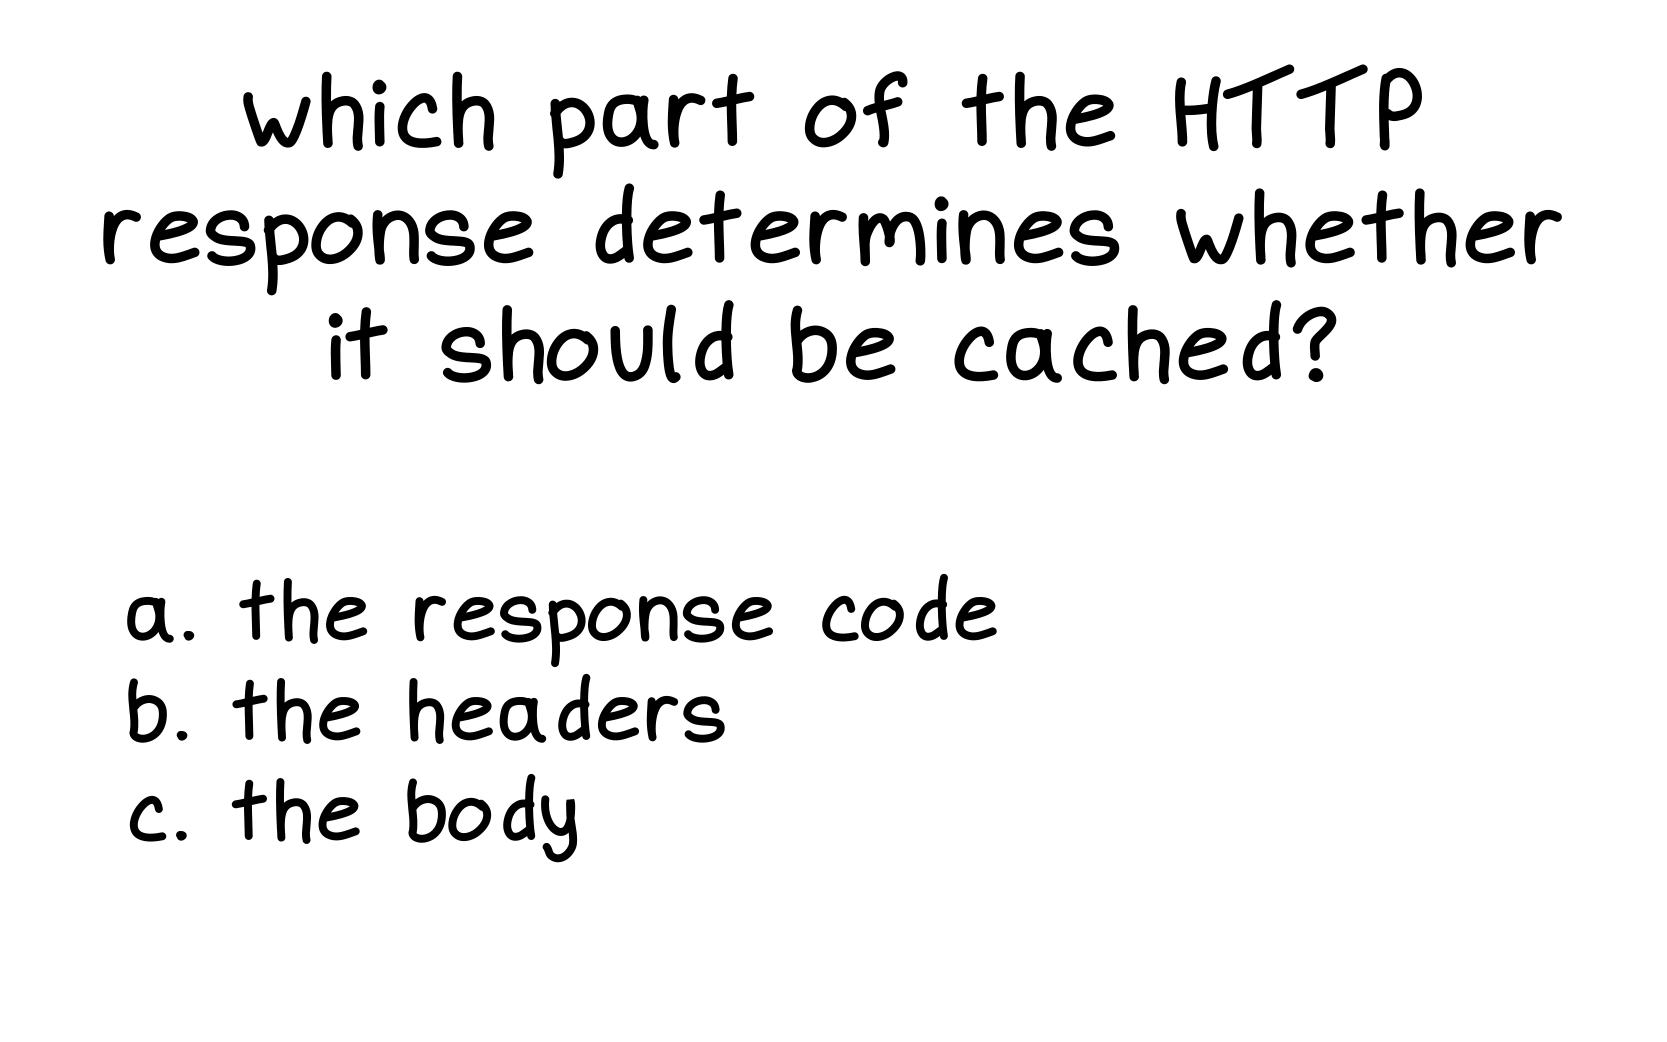 which part of the HTTP
response determines whether
it should be cached?
a. the response code
b. the headers
c. the body